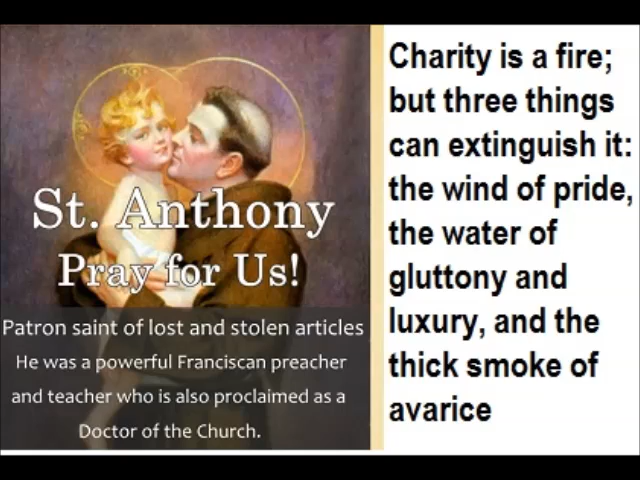 St. Anthony
Pray for Us!
Patron saint of lost and stolen articles
He was a powerful Franciscan preacher
and teacher who is also proclaimed as a
Doctor of the Church.
Charity is a fire;
but three things
can extinguish it:
the wind of pride,
the water of
gluttony and
luxury, and the
thick smoke of
avarice